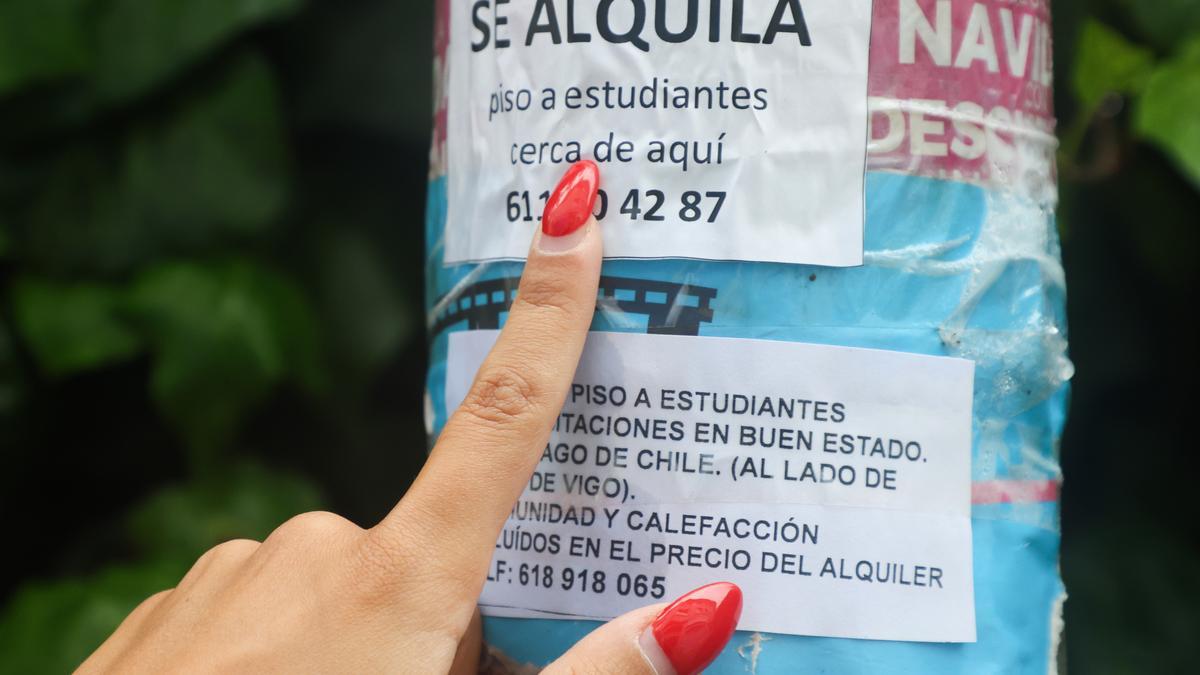 SE ALQUILA
piso a estudiantes
cerca de aquí
42 87
PISO A ESTUDIANTES
EN BUEN ESTADO.
DE CHILE. (AL LADO DE
DE VIGO).
Y CALEFACCIÓN
EN EL PRECIO DEL ALQUILER
618 918 065